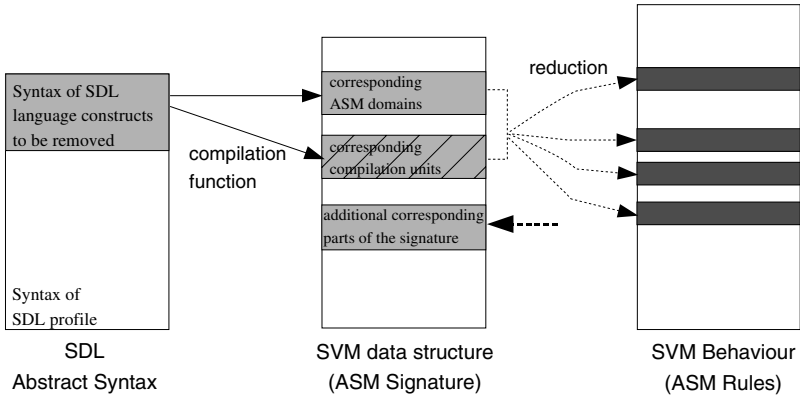 Syntax of SDL
language constructs
to be removed
Syntax of
SDL profile
SDL
Abstract Syntax
compilation
function
corresponding
ASM domains
corresponding
compilation units
additional corresponding
parts of the signature
SVM data structure
(ASM Signature)
reduction
SVM Behaviour
(ASM Rules)